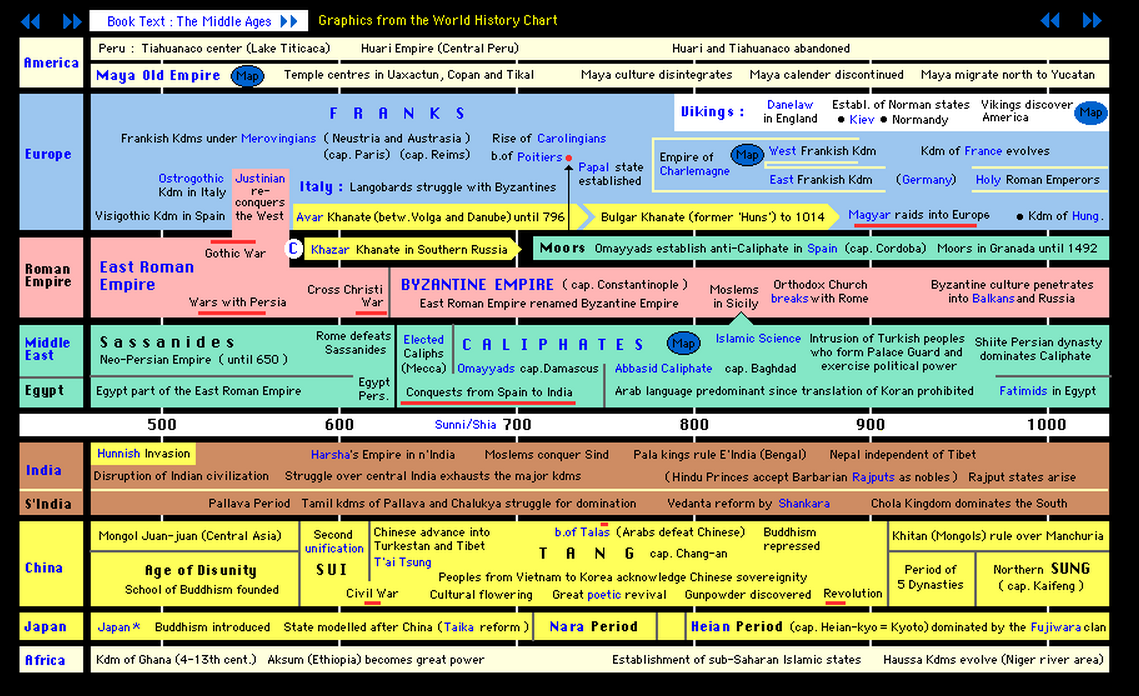 Book Text : The Middle Ages
Graphics from the World History Chart
America
Peru : Tiahuanaco center (Lake Titicaca) Huari Empire (Central Peru) Huari and Tiahuanaco abandoned
Maya Old Empire Map Temple centres in Uaxactun, Copan and Tikal Maya culture disintegrates Maya calender discontinued Maya migrate north to Yucatan
Europe
FRANKS
Frankish Kdms under Merovingians ( Neustria and Austrasia )
(cap. Paris) (cap. Reims)
Rise of Carolingians
b.of Poitiers
Papal state
established
Vikings :
Danelaw
in England
Establ. of Norman states
● Kiev ● Normandy
Vikings discover
America
Map
Empire of
Charlemagne
Map
West Frankish Kdm
Kdm of France evolves
East Frankish Kdm
(Germany)
Holy Roman Emperors
Ostrogothic
Kdm in Italy
Visigothic Kdm in Spain
Justinian
re-
conquers
the West
Italy : Langobards struggle with Byzantines
Avar Khanate (betw. Volga and Danube) until 796
Bulgar Khanate (former 'Huns') to 1014
Magyar raids into Europe
● Kdm of Hung.
Roman
Empire
Gothic War
C
Khazar Khanate in Southern Russia
Moors Omayyads establish anti-Caliphate in Spain (cap. Cordoba) Moors in Granada until 1492
East Roman
Empire
Wars with Persia
Cross Christi
War
BYZANTINE EMPIRE ( cap. Constantinople )
East Roman Empire renamed Byzantine Empire
Moslems
in Sicily
Orthodox Church
breaks with Rome
Byzantine culture penetrates
into Balkans and Russia
Middle
East
Sassanides
Neo-Persian Empire ( until 650 )
Rome defeats
Sassanides
Elected
Caliphs
(Mecca)
CALIPHATES
Map
Omayyads cap.Damascus
Islamic Science
Abbasid Caliphate cap. Baghdad
Intrusion of Turkish peoples
who form Palace Guard and
exercise political power
Shiite Persian dynasty
dominates Caliphate
Egypt
Egypt part of the East Roman Empire
Egypt
Pers.
Conquests from Spain to India
Arab language predominant since translation of Koran prohibited
Fatimids in Egypt
500 600 Sunni/Shia 700 800 900 1000
India
Hunnish Invasion
Harsha's Empire in n'India Moslems conquer Sind Pala kings rule E'India (Bengal) Nepal independent of Tibet
Disruption of Indian civilization Struggle over central India exhausts the major kdms (Hindu Princes accept Barbarian Rajputs as nobles) Rajput states arise
S'India
Pallava Period Tamil kdms of Pallava and Chalukya struggle for domination Vedanta reform by Shankara Chola Kingdom dominates the South
China
Mongol Juan-juan (Central Asia)
Age of Disunity
School of Buddhism founded
Second
unification
SUI
Chinese advance into
Turkestan and Tibet
T'ai Tsung
b.of Talas (Arabs defeat Chinese)
TANG cap. Chang-an
Buddhism
repressed
Peoples from Vietnam to Korea acknowledge Chinese sovereignity
Civil War Cultural flowering Great poetic revival Gunpowder discovered Revolution
Khitan (Mongols) rule over Manchuria
Period of
5 Dynasties
Northern SUNG
( cap. Kaifeng )
Japan
Japan* Buddhism introduced State modelled after China (Taika reform ) Nara Period Heian Period (cap. Heian-kyo = Kyoto) dominated by the Fujiwara clan
Africa
Kdm of Ghana (4-13th cent.) Aksum (Ethiopia) becomes great power Establishment of sub-Saharan Islamic states Haussa Kdms evolve (Niger river area)